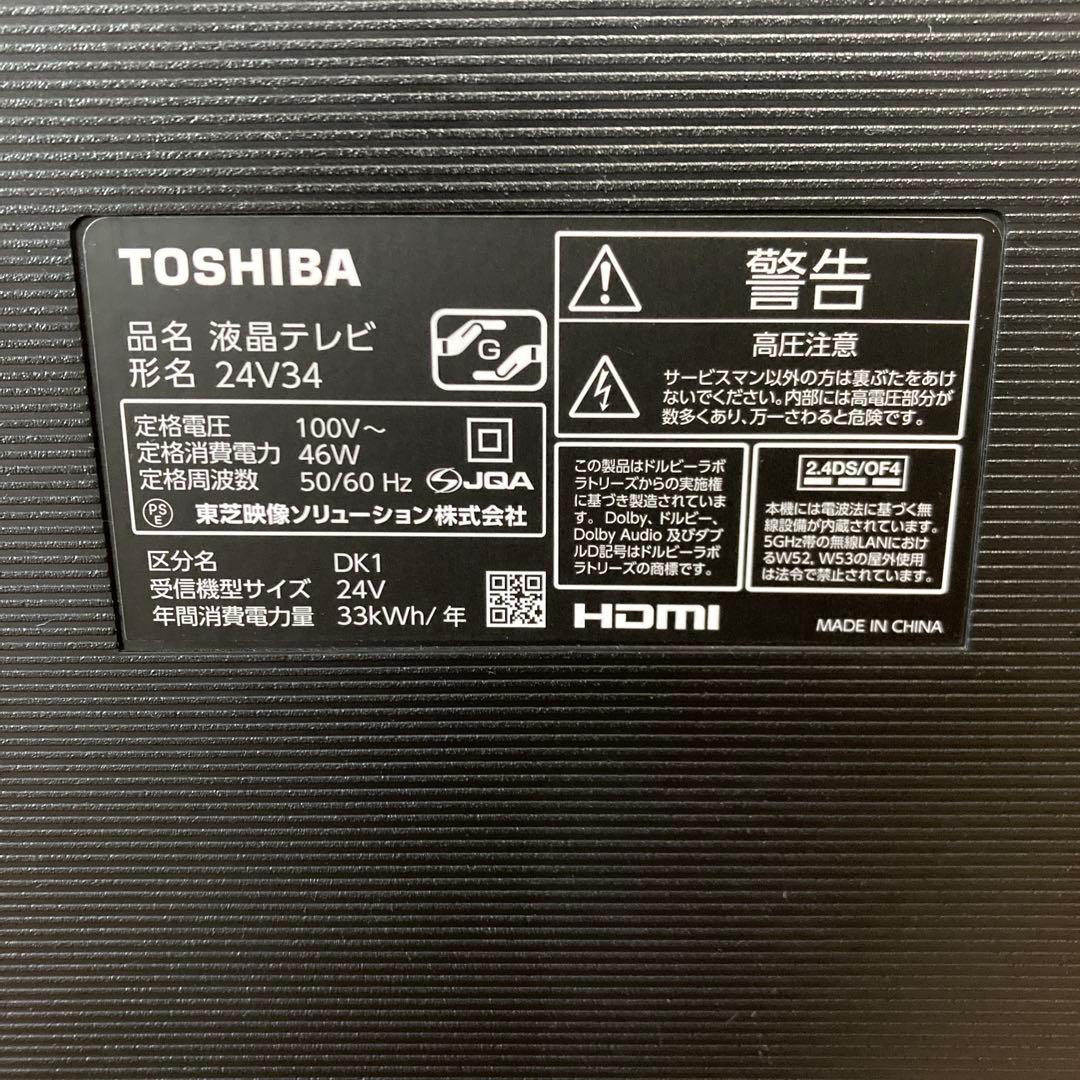 TOSHIBA
品名 液晶テレビ
形名 24V34
G
定格電圧 100V～
定格消費電力 46W
定格周波数 50/60 Hz
JQA
PSE
東芝映像ソリューション株式会社
区分名 DK1
受信機型サイズ 24V
年間消費電力量 33kWh/年
警告
高圧注意
サービスマン以外の方は裏ぶたをあけ
ないでください。内部には高電圧部分が
数多くあり、万一さわると危険です。
この製品はドルビーラボ
ラトリーズからの実施権
に基づき製造されていま
す。Dolby、ドルビー、
Dolby Audio 及びダブ
ルD記号はドルビーラボ
ラトリーズの商標です。
2.4DS/OF4
本機には電波法に基づく無
線設備が内蔵されています。
5GHz帯の無線LANにおけ
るW52, W53の屋外使用
は法令で禁止されています。
HDMI
MADE IN CHINA